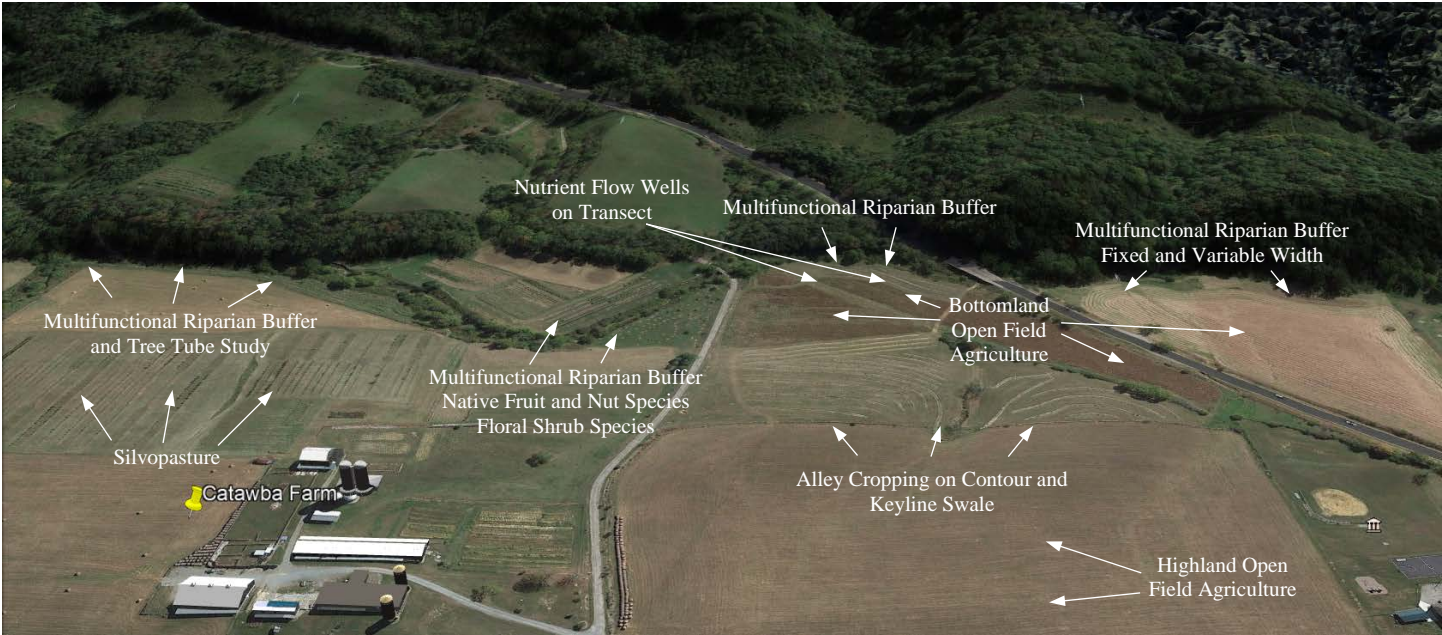 Nutrient Flow Wells
on Transect
Multifunctional Riparian Buffer
Multifunctional Riparian Buffer
Fixed and Variable Width
Multifunctional Riparian Buffer
and Tree Tube Study
Bottomland
Open Field
Agriculture
Multifunctional Riparian Buffer
Native Fruit and Nut Species
Floral Shrub Species
Silvopasture
Alley Cropping on Contour and
Keyline Swale
Catawba Farm
Highland Open
Field Agriculture